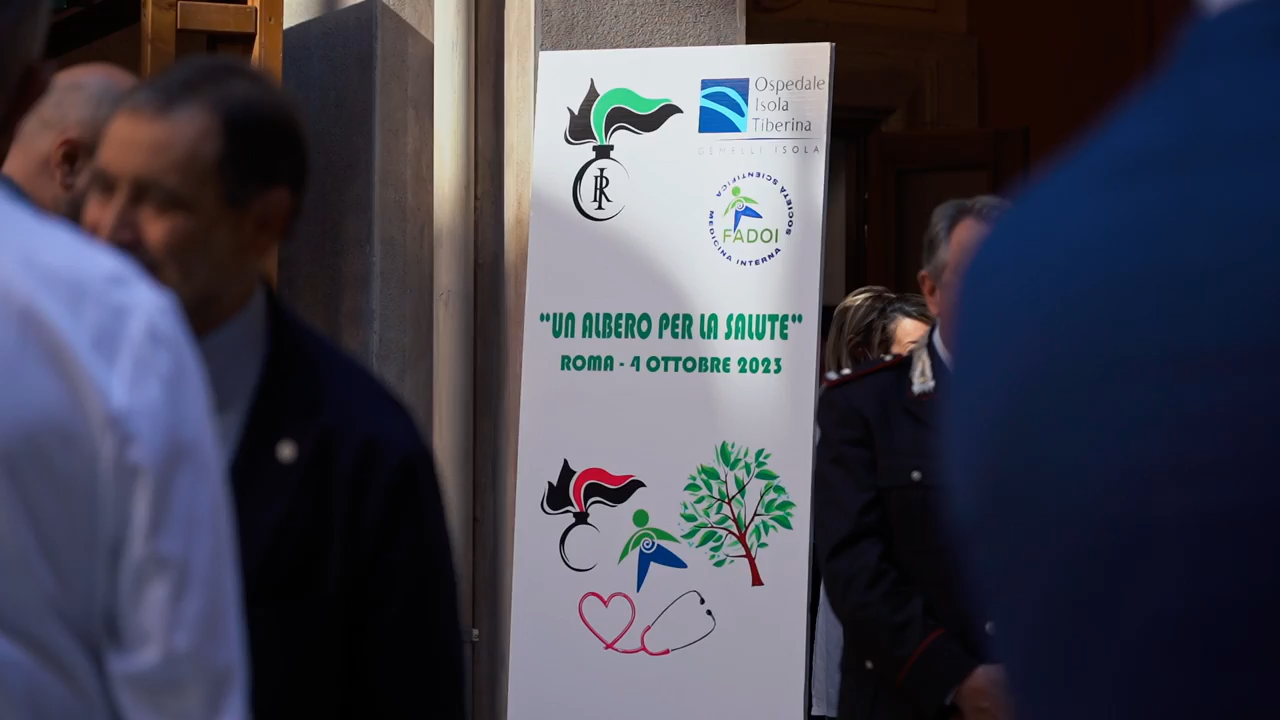 Ospedale
Isola
Tiberina
GEMELLI ISOLA
RI
SOCIETÀ SCIENTIFICA
FADOI
MEDICINA INTERNA
"UN ALBERO PER LA SALUTE"
ROMA - 4 OTTOBRE 2023